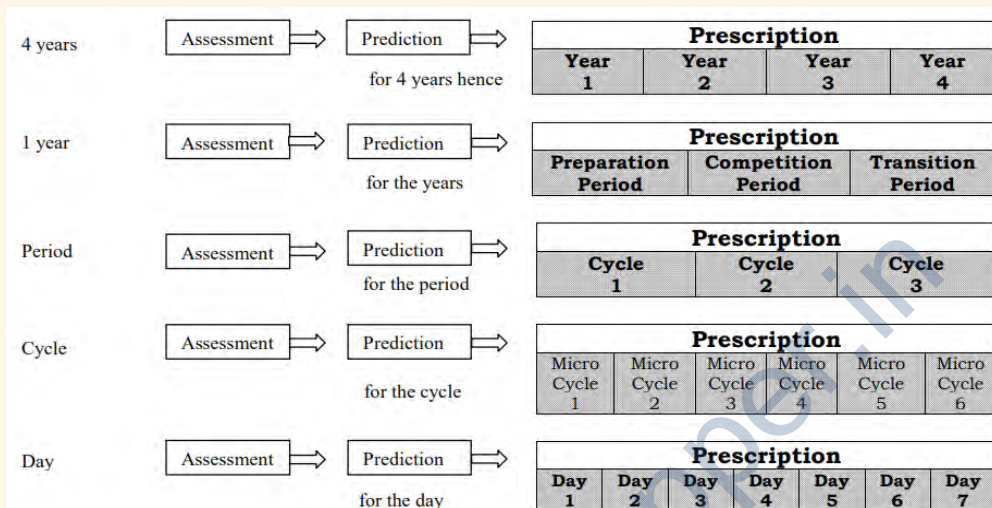 4 years Assessment Prediction Prescription
for 4 years hence
Year 1 Year 2 Year 3 Year 4
1 year Assessment Prediction Prescription
for the years
Preparation Period Competition Period Transition Period
Period Assessment Prediction Prescription
for the period
Cycle 1 Cycle 2 Cycle 3
Cycle Assessment Prediction Prescription
for the cycle
Micro Cycle 1 Micro Cycle 2 Micro Cycle 3 Micro Cycle 4 Micro Cycle 5 Micro Cycle 6
Day Assessment Prediction Prescription
for the day
Day 1 Day 2 Day 3 Day 4 Day 5 Day 6 Day 7